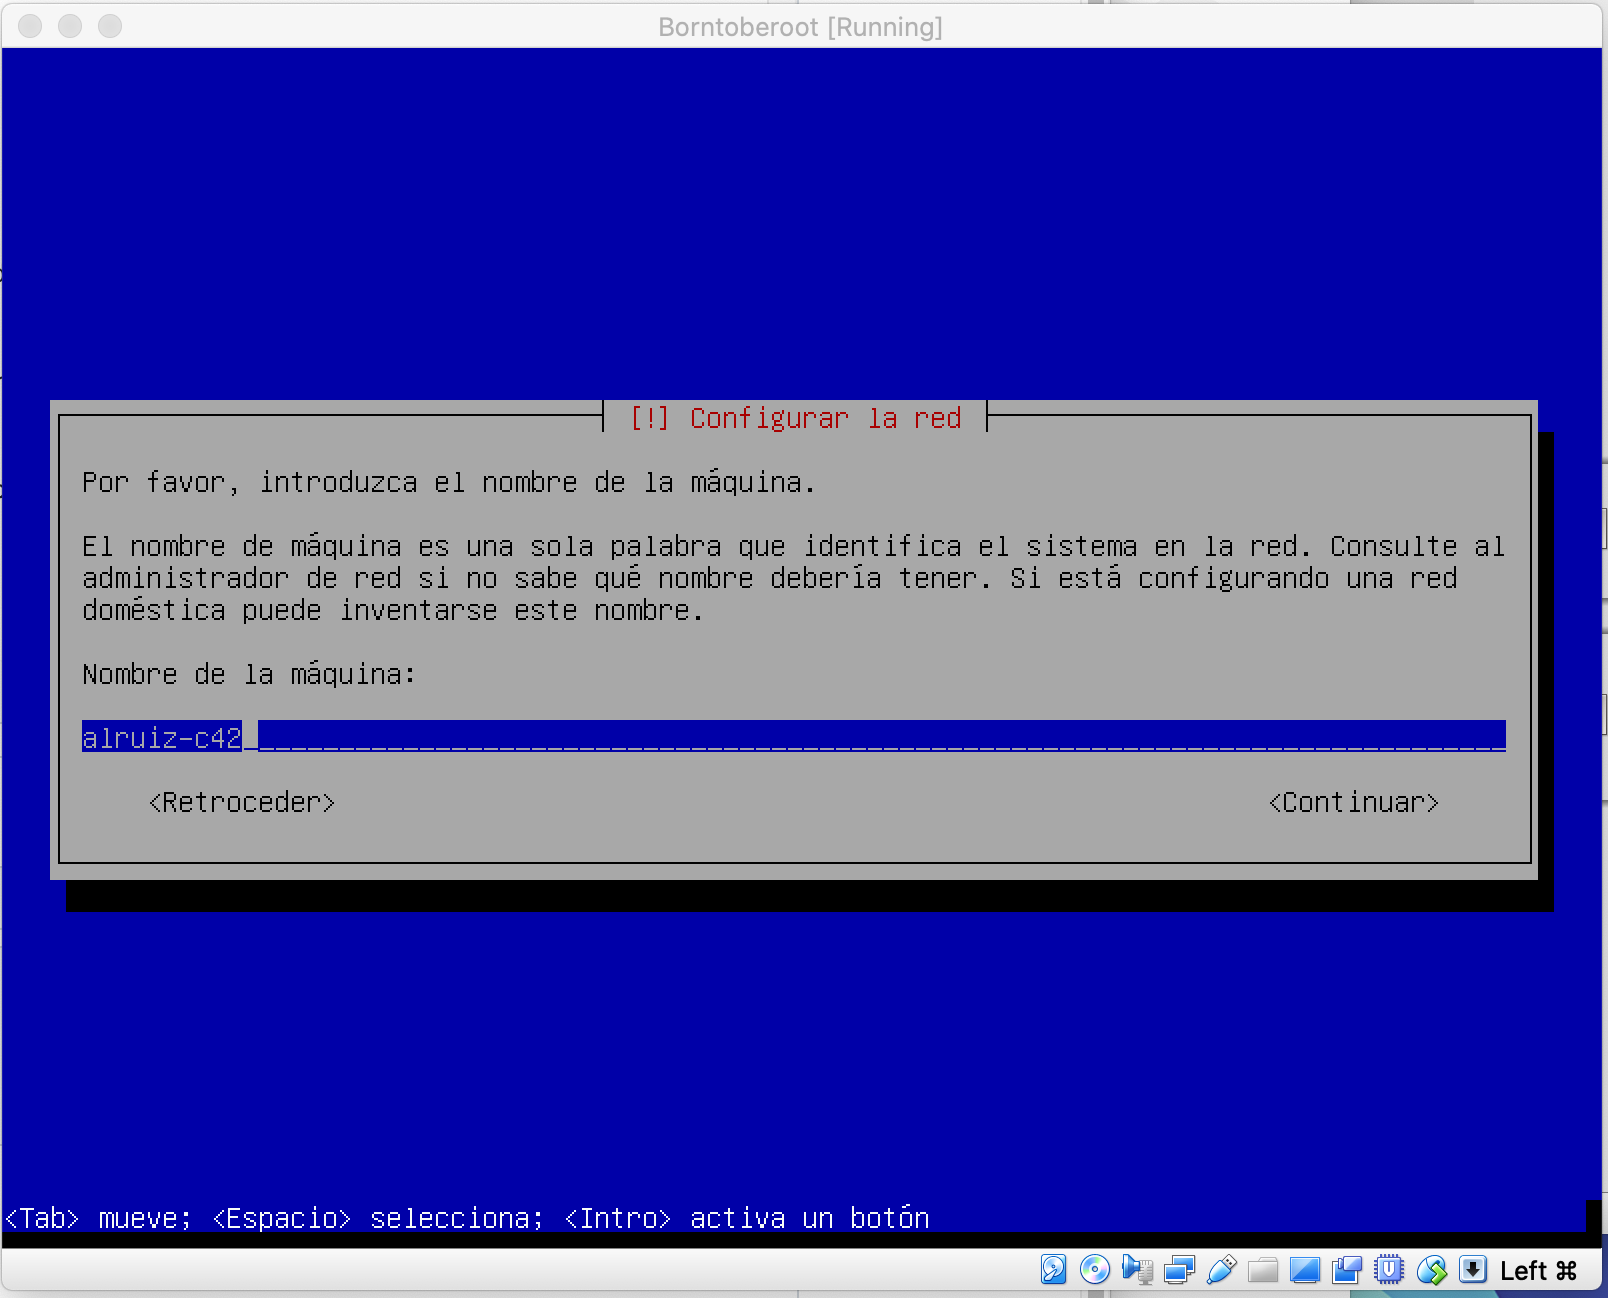 Borntoberoot [Running]
[!] Configurar la red
Por favor, introduzca el nombre de la máquina.
El nombre de máquina es una sola palabra que identifica el sistema en la red. Consulte al
administrador de red si no sabe qué nombre debería tener. Si está configurando una red
doméstica puede inventarse este nombre.
Nombre de la máquina:
alruiz-c42
<Retroceder> <Continuar>
<Tab> mueve; <Espacio> selecciona; <Intro> activa un botón
Left ⌘